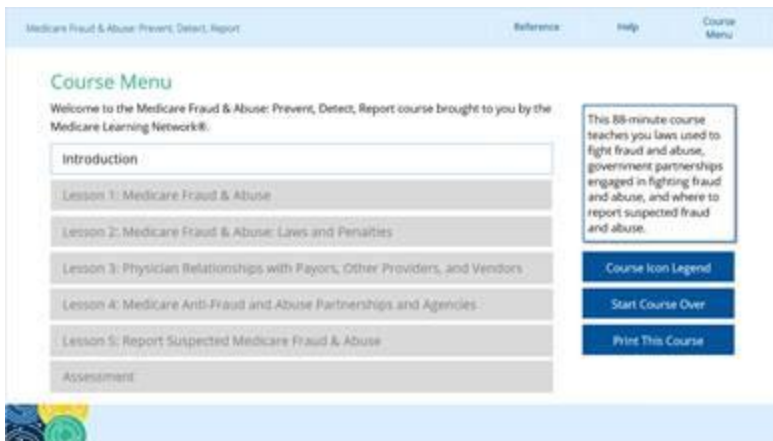 Medicare Fraud & Abuse: Prevent, Detect, Report
Reference
Help
Course
Menu
Course Menu
Welcome to the Medicare Fraud & Abuse: Prevent, Detect, Report course brought to you by the
Medicare Learning Network®.
Introduction
Lesson 1: Medicare Fraud & Abuse
Lesson 2: Medicare Fraud & Abuse: Laws and Penalties
Lesson 3: Physician Relationships with Payors, Other Providers, and Vendors
Lesson 4: Medicare Anti-Fraud and Abuse Partnerships and Agencies
Lesson 5: Report Suspected Medicare Fraud & Abuse
Assessment
This 88-minute course
teaches you laws used to
fight fraud and abuse,
government partnerships
engaged in fighting fraud
and abuse, and where to
report suspected fraud
and abuse.
Course Icon Legend
Start Course Over
Print This Course